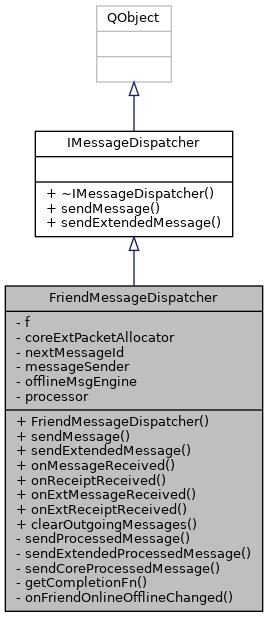 QObject
IMessageDispatcher
+ ~IMessageDispatcher()
+ sendMessage()
+ sendExtendedMessage()
FriendMessageDispatcher
- f
- coreExtPacketAllocator
- nextMessageId
- messageSender
- offlineMsgEngine
- processor
+ FriendMessageDispatcher()
+ sendMessage()
+ sendExtendedMessage()
+ onMessageReceived()
+ onReceiptReceived()
+ onExtMessageReceived()
+ onExtReceiptReceived()
+ clearOutgoingMessages()
- sendProcessedMessage()
- sendExtendedProcessedMessage()
- sendCoreProcessedMessage()
- getCompletionFn()
- onFriendOnlineOfflineChanged()